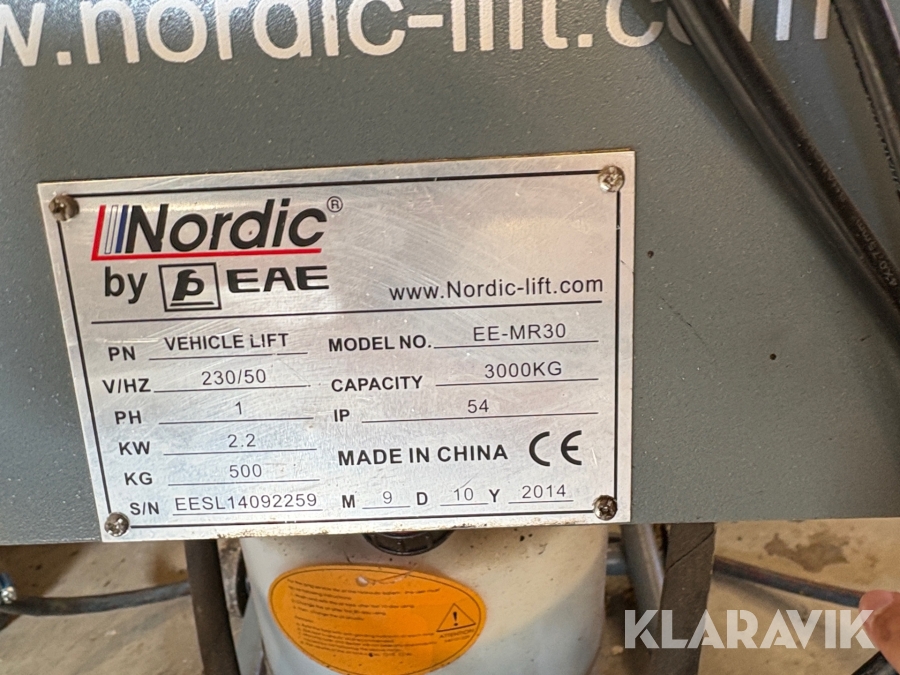 w.nordic-lift.com
Nordic®
by EAE
www.Nordic-lift.com
PN VEHICLE LIFT MODEL NO. EE-MR30
V/HZ 230/50 CAPACITY 3000KG
PH 1 IP 54
KW 2.2 MADE IN CHINA CE
KG 500
S/N EESL14092259 M 9 D 10 Y 2014
ATTENTION
KLARAVIK